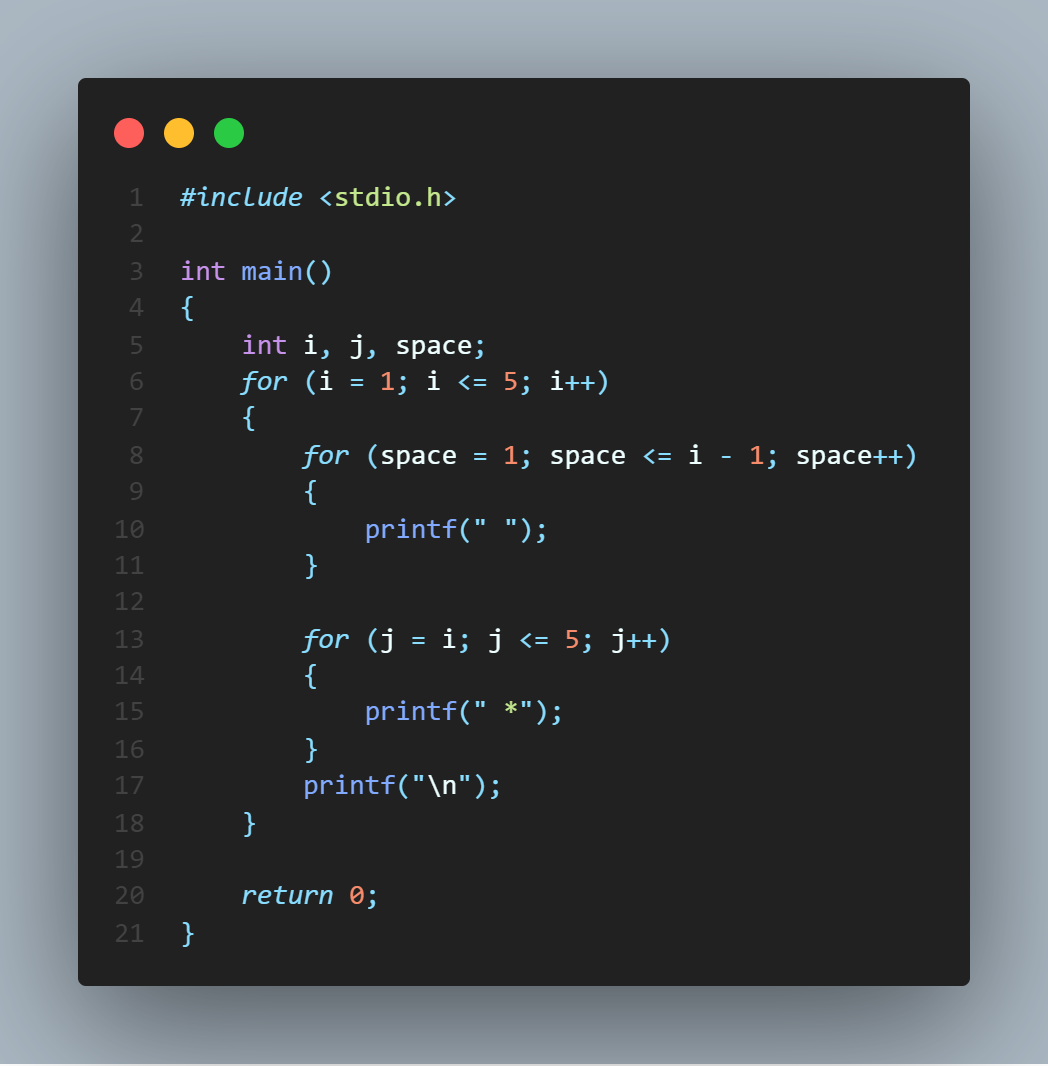 1 #include <stdio.h>
2
3 int main()
4 {
5     int i, j, space;
6     for (i = 1; i <= 5; i++)
7     {
8         for (space = 1; space <= i - 1; space++)
9         {
10             printf(" ");
11         }
12
13         for (j = i; j <= 5; j++)
14         {
15             printf(" *");
16         }
17         printf("\n");
18     }
19
20     return 0;
21 }